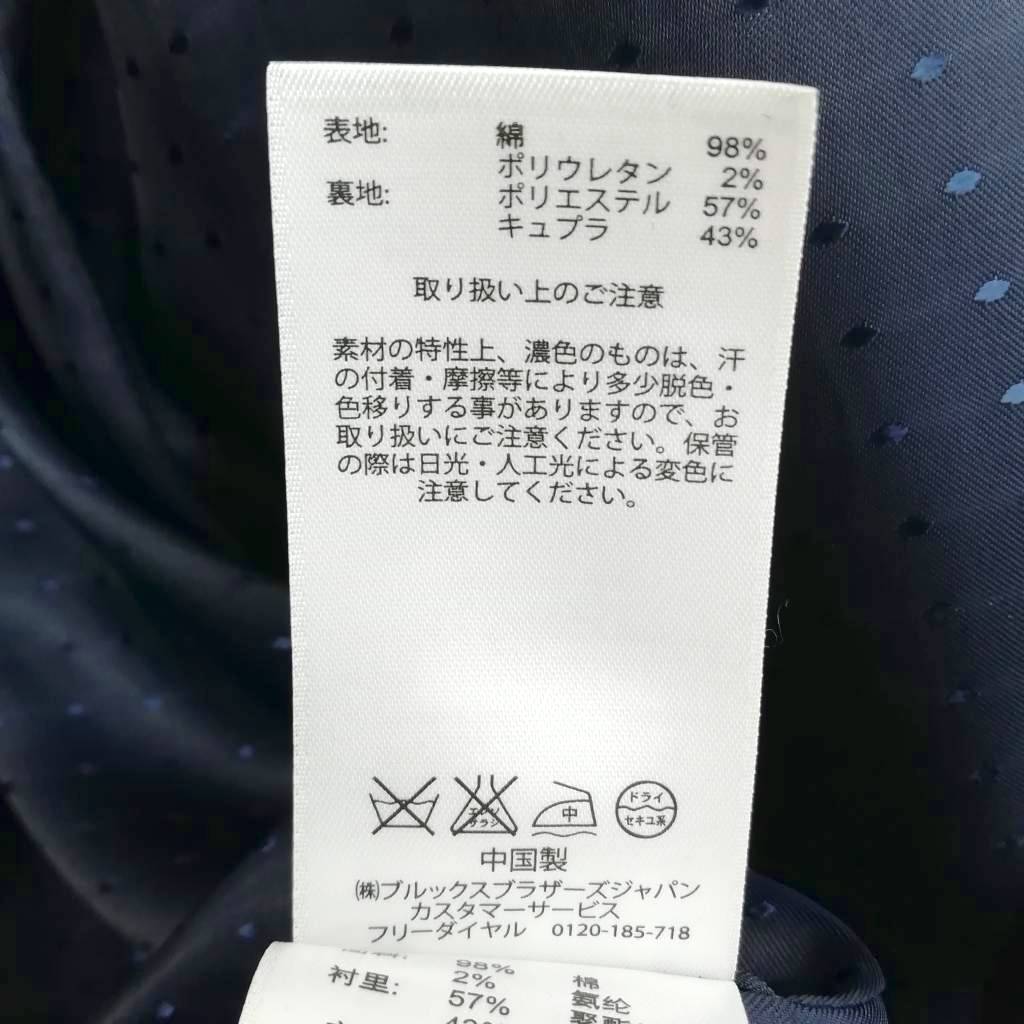 表地: 綿 98%
ポリウレタン 2%
裏地: ポリエステル 57%
キュプラ 43%
取り扱い上のご注意
素材の特性上、濃色のものは、汗
の付着・摩擦等により多少脱色・
色移りする事がありますので、お
取り扱いにご注意ください。保管
の際は日光・人工光による変色に
注意してください。
エンソ
サラシ
中
ドライ
セキユ系
中国製
㈱ブルックスブラザーズジャパン
カスタマーサービス
フリーダイヤル 0120-185-718
98% 棉
2% 氨纶
衬里: 57%